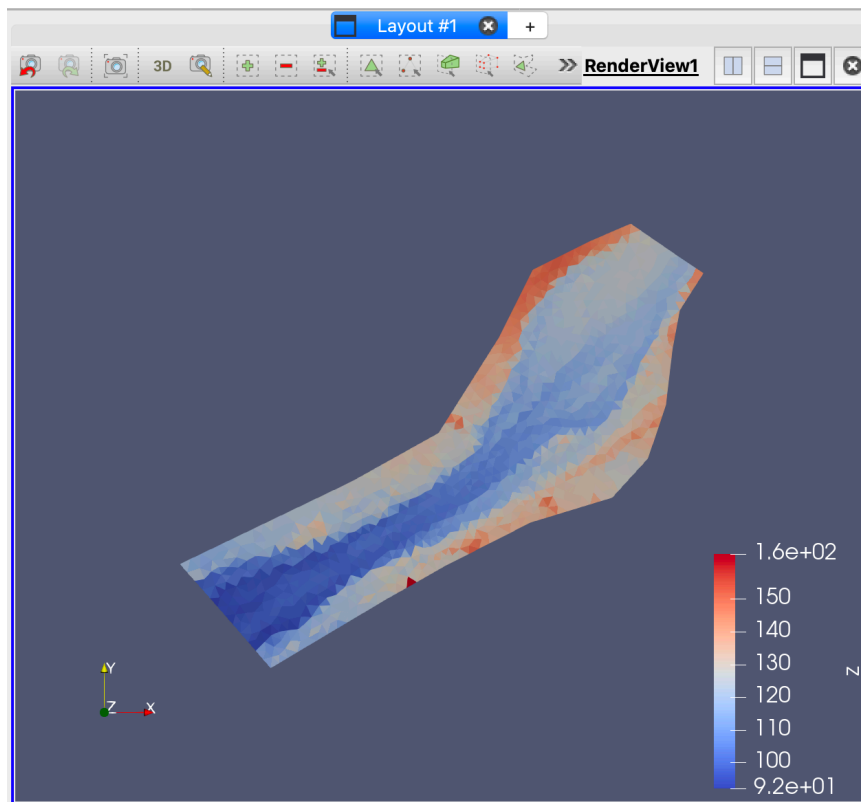 Layout #1
+
3D
RenderView1
1.6e+02
150
140
130
120
110
100
9.2e+01
Z
Y
Z X